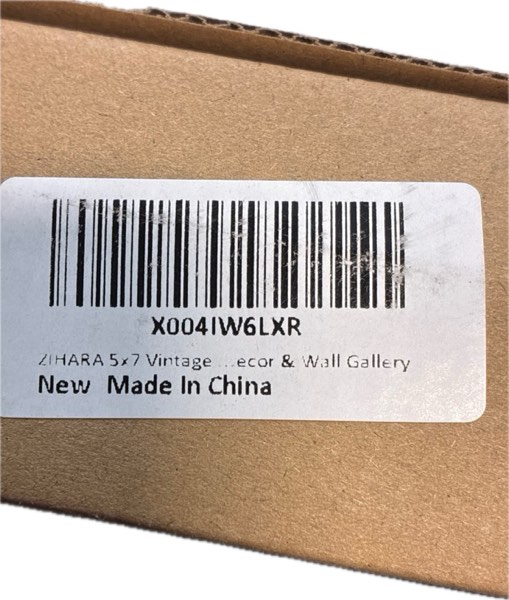 X004IW6LXR
ZIHARA 5x7 Vintage ...ecor & Wall Gallery
New Made In China